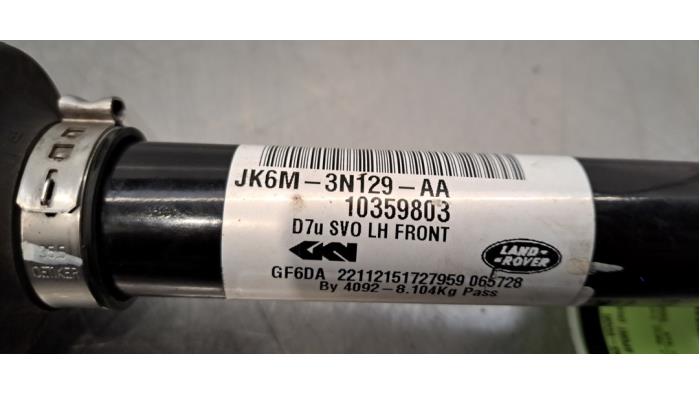 JK6M-3N129-AA
10359803
D7u SVO LH FRONT
GKN
LAND ROVER
GF6DA 22112151727959 065728
By 4092-8.104Kg Pass
OETIKER